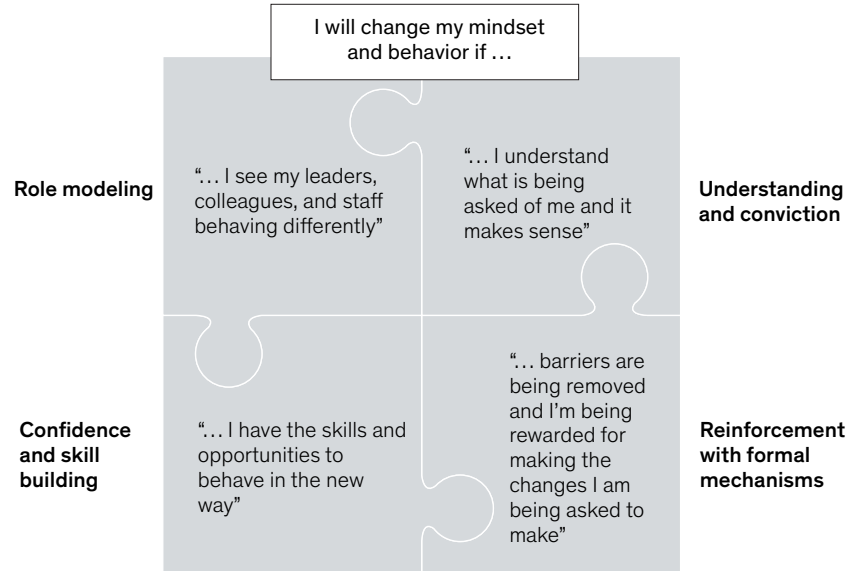 I will change my mindset
and behavior if …
Role modeling
“… I see my leaders,
colleagues, and staff
behaving differently”
“… I understand
what is being
asked of me and it
makes sense”
Understanding
and conviction
Confidence
and skill
building
“… I have the skills and
opportunities to
behave in the new
way”
“… barriers are
being removed
and I’m being
rewarded for
making the
changes I am
being asked to
make”
Reinforcement
with formal
mechanisms